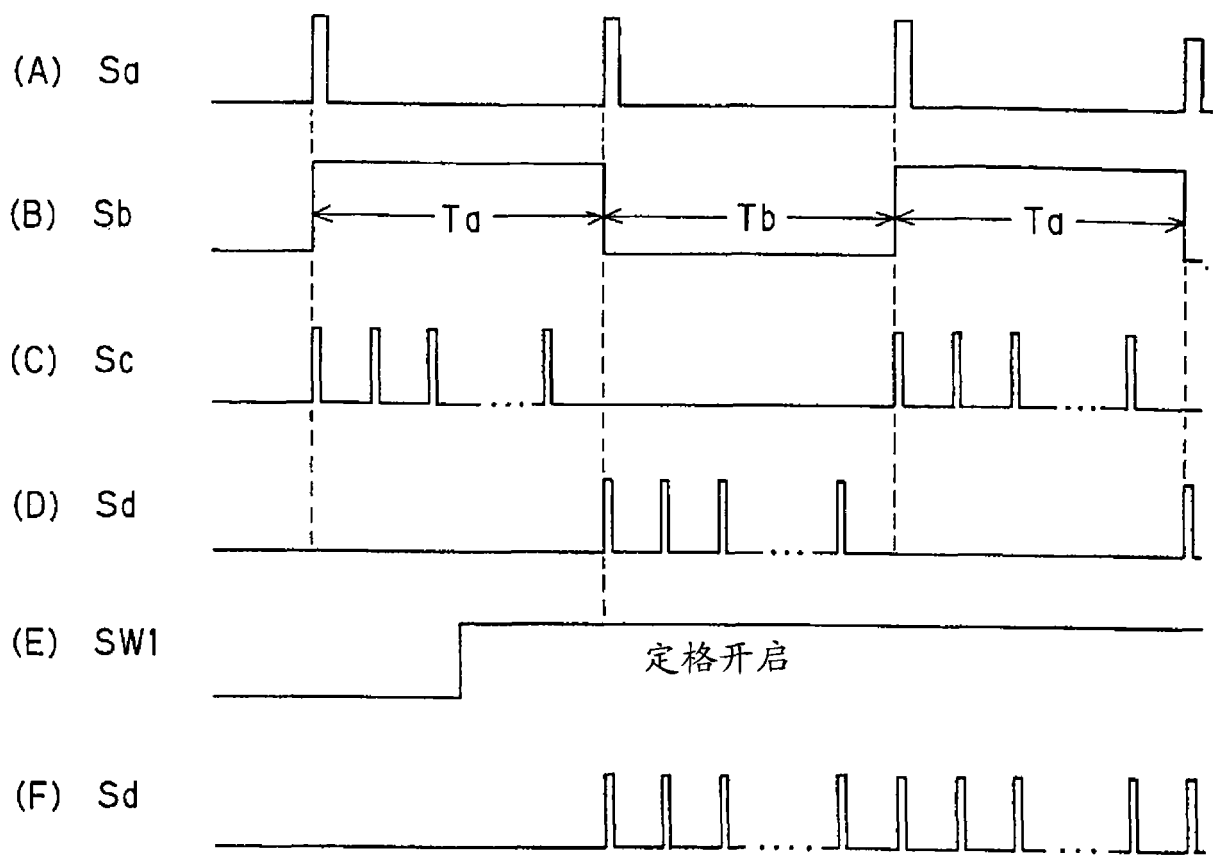 (A) Sa
(B) Sb
Ta Tb Ta
(C) Sc
(D) Sd
(E) SW1
定格开启
(F) Sd